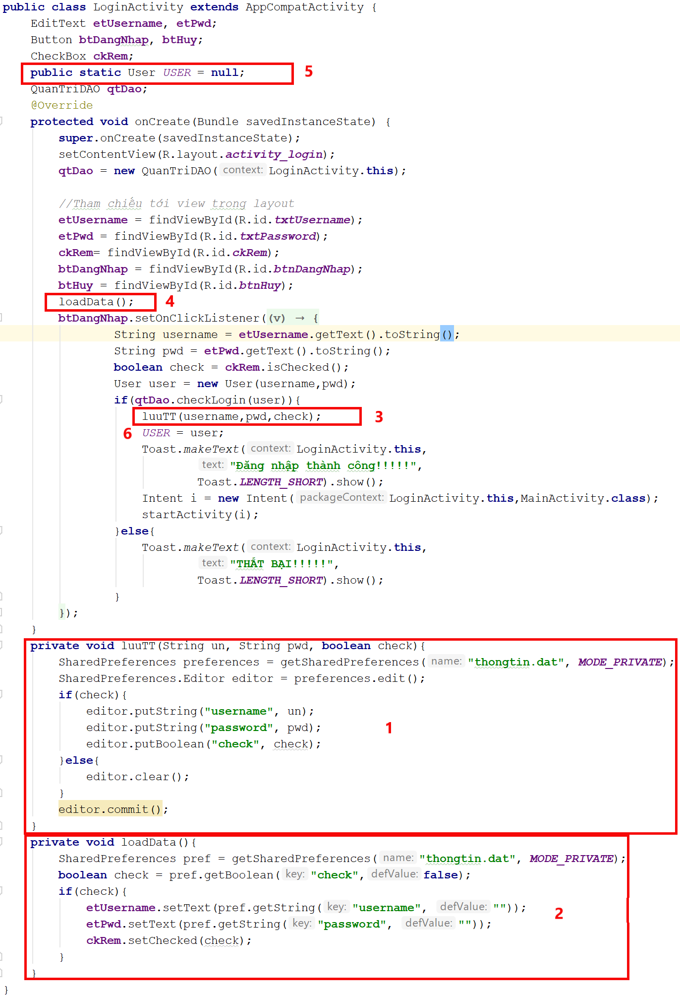 public class LoginActivity extends AppCompatActivity {
EditText etUsername, etPwd;
Button btDangNhap, btHuy;
CheckBox ckRem;
public static User USER = null; 5
QuanTriDAO qtDao;
@Override
protected void onCreate(Bundle savedInstanceState) {
super.onCreate(savedInstanceState);
setContentView(R.layout.activity_login);
qtDao = new QuanTriDAO( context: LoginActivity.this);
//Tham chiếu tới view trong layout
etUsername = findViewById(R.id.txtUsername);
etPwd = findViewById(R.id.txtPassword);
ckRem= findViewById(R.id.ckRem);
btDangNhap = findViewById(R.id.btnDangNhap);
btHuy = findViewById(R.id.btnHuy);
loadData(); 4
btDangNhap.setOnClickListener((v) → {
String username = etUsername.getText().toString();
String pwd = etPwd.getText().toString();
boolean check = ckRem.isChecked();
User user = new User(username,pwd);
if(qtDao.checkLogin(user)){
luuTT(username,pwd,check); 3
6 USER = user;
Toast.makeText( context: LoginActivity.this,
text: "Đăng nhập thành công!!!!!",
Toast.LENGTH_SHORT).show();
Intent i = new Intent( packageContext: LoginActivity.this,MainActivity.class);
startActivity(i);
}else{
Toast.makeText( context: LoginActivity.this,
text: "THẤT BẠI!!!!!",
Toast.LENGTH_SHORT).show();
}
});
}
private void luuTT(String un, String pwd, boolean check){
SharedPreferences preferences = getSharedPreferences( name: "thongtin.dat", MODE_PRIVATE);
SharedPreferences.Editor editor = preferences.edit();
if(check){
editor.putString("username", un);
editor.putString("password", pwd); 1
editor.putBoolean("check", check);
}else{
editor.clear();
}
editor.commit();
}
private void loadData(){
SharedPreferences pref = getSharedPreferences( name: "thongtin.dat", MODE_PRIVATE);
boolean check = pref.getBoolean( key: "check", defValue: false);
if(check){
etUsername.setText(pref.getString( key: "username", defValue: "")); 2
etPwd.setText(pref.getString( key: "password", defValue: ""));
ckRem.setChecked(check);
}
}
}